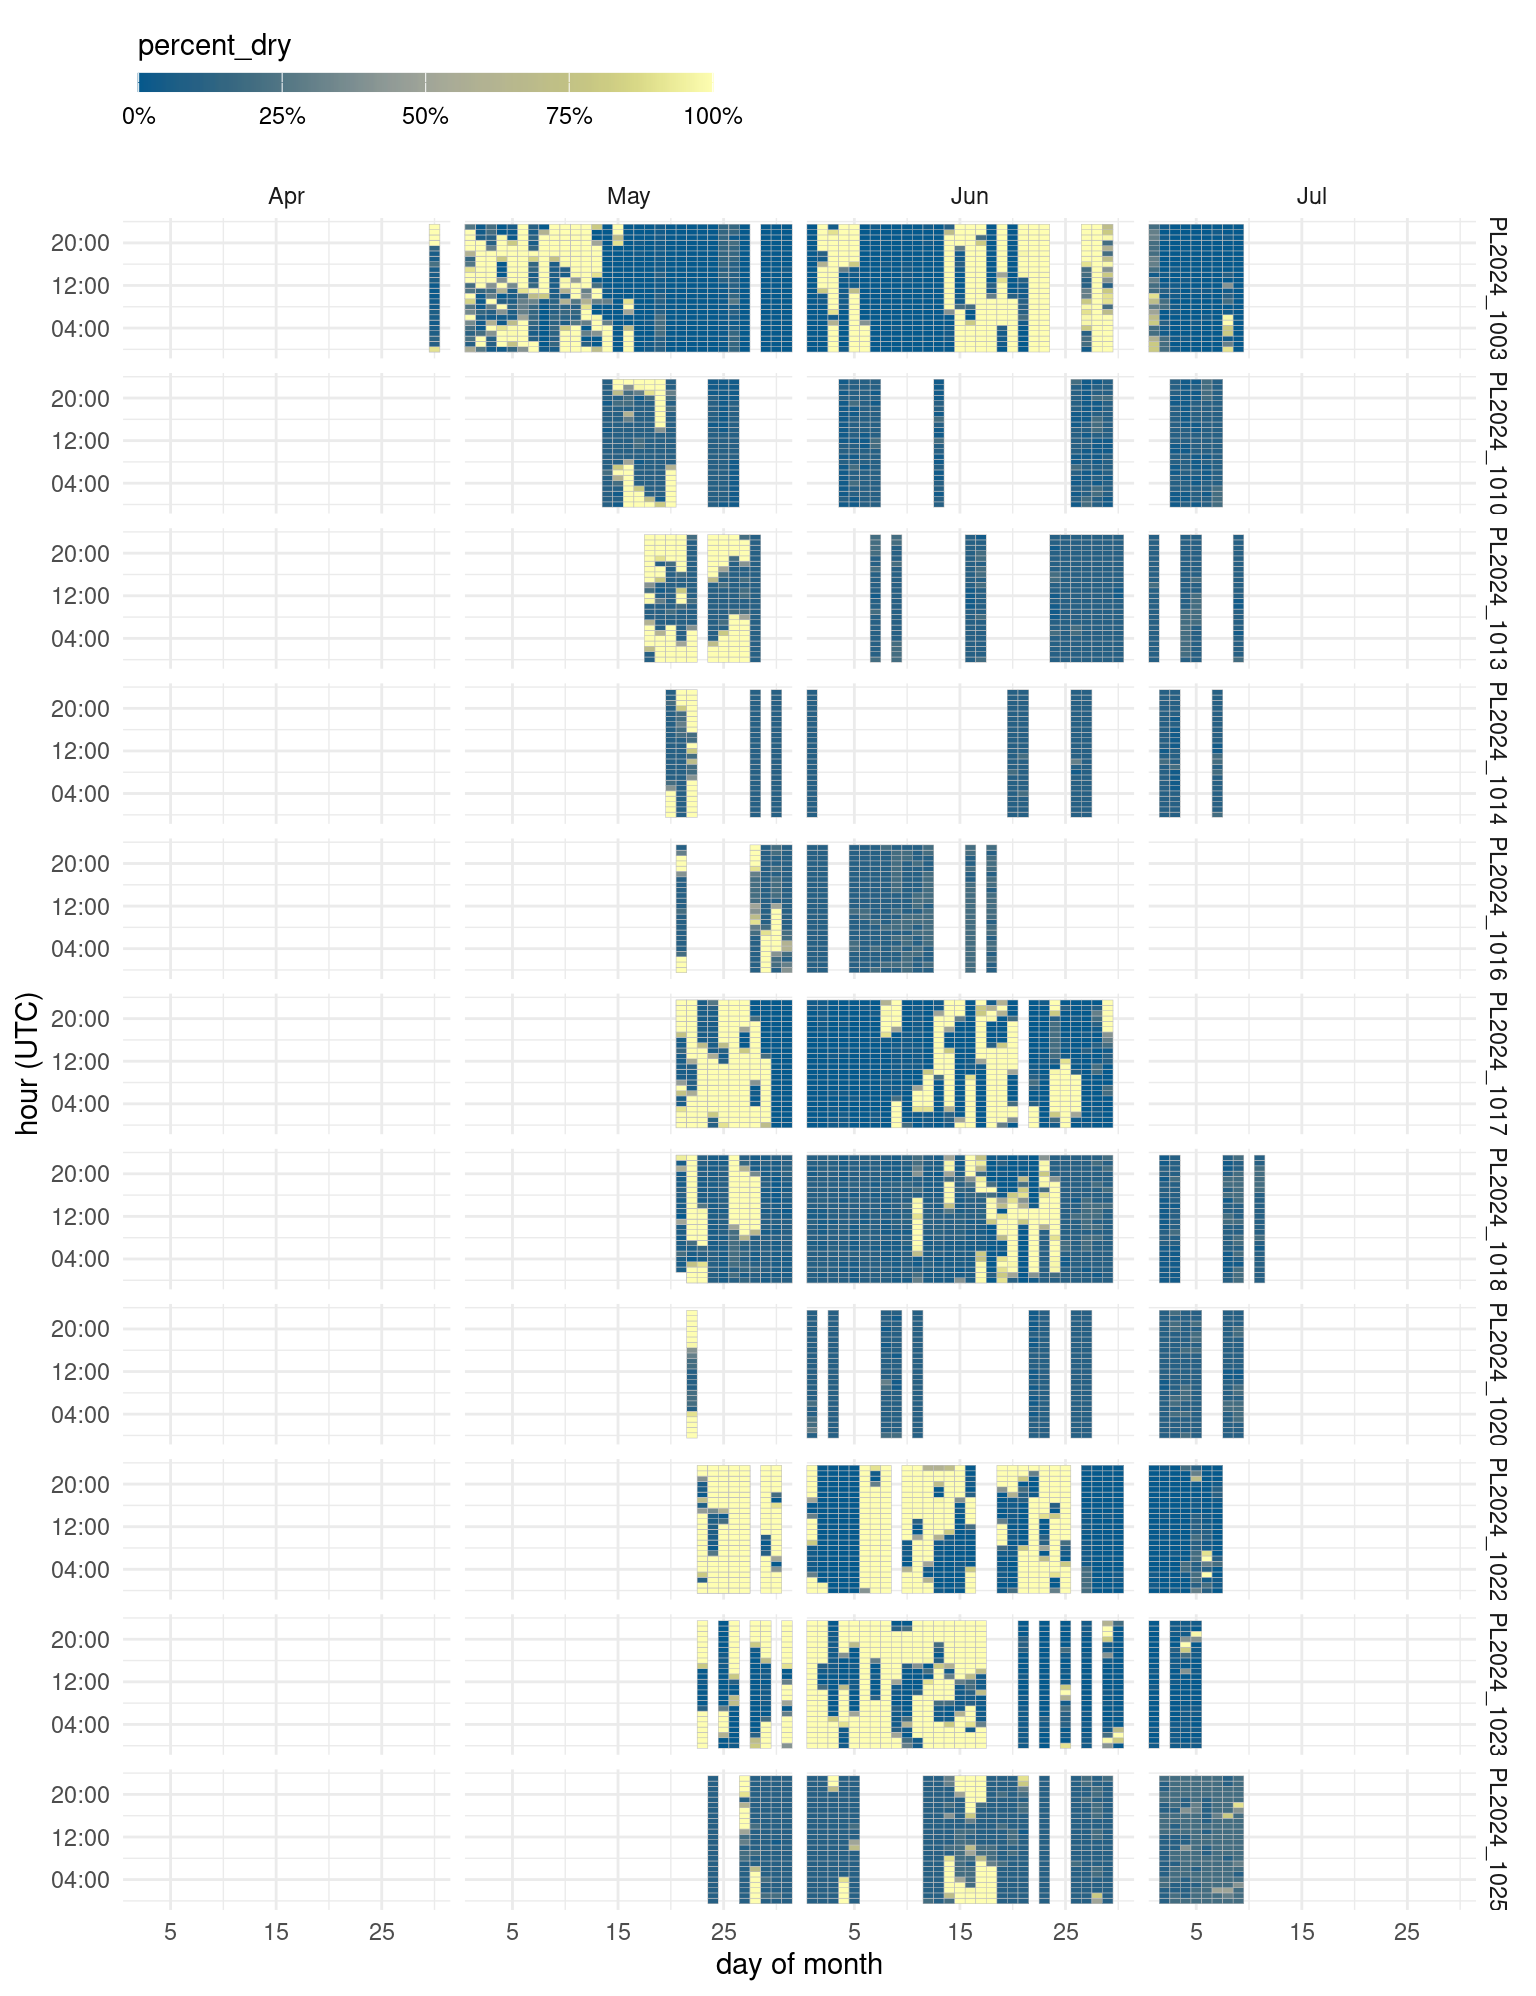 percent_dry
0% 25% 50% 75% 100%
Apr May Jun Jul
20:00
12:00
04:00
PL2024_1003
20:00
12:00
04:00
PL2024_1010
20:00
12:00
04:00
PL2024_1013
20:00
12:00
04:00
PL2024_1014
20:00
12:00
04:00
PL2024_1016
20:00
12:00
04:00
PL2024_1017
20:00
12:00
04:00
PL2024_1018
20:00
12:00
04:00
PL2024_1020
20:00
12:00
04:00
PL2024_1022
20:00
12:00
04:00
PL2024_1023
20:00
12:00
04:00
PL2024_1025
hour (UTC)
5 15 25 5 15 25 5 15 25 5 15 25
day of month